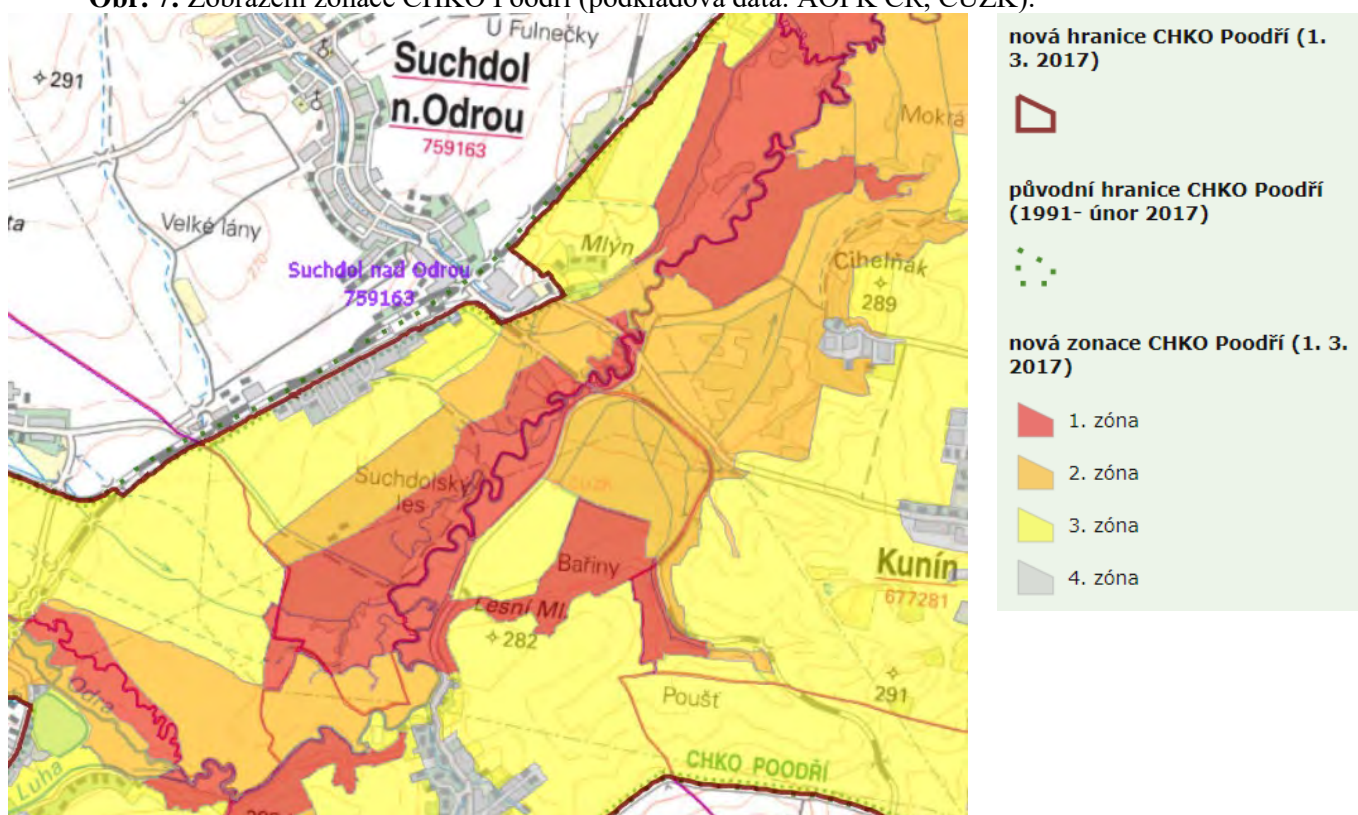 Obr. 7: Zobrazení zonace CHKO Poodří (podkladová data: AOPK ČR, ČÚZK).
U Fulnečky
291
Suchdol
n.Odrou
759163
Mokrá
Velké lány
270
Mlýn
Suchdol nad Odrou
759163
Cihelňák
289
Suchdolský
les
ČÚZK
Bařiny
Kunín
677281
Lesní Ml.
282
Odra
Poušť
291
Luha
CHKO POODŘÍ
nová hranice CHKO Poodří (1.
3. 2017)
původní hranice CHKO Poodří
(1991- únor 2017)
nová zonace CHKO Poodří (1. 3.
2017)
1. zóna
2. zóna
3. zóna
4. zóna